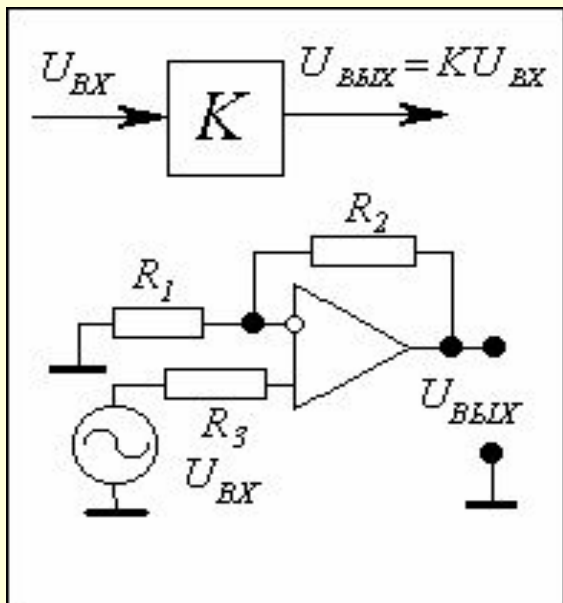 U_ВХ
U_ВЫХ = KU_ВХ
K
R_2
R_1
R_3
U_ВХ
U_ВЫХ